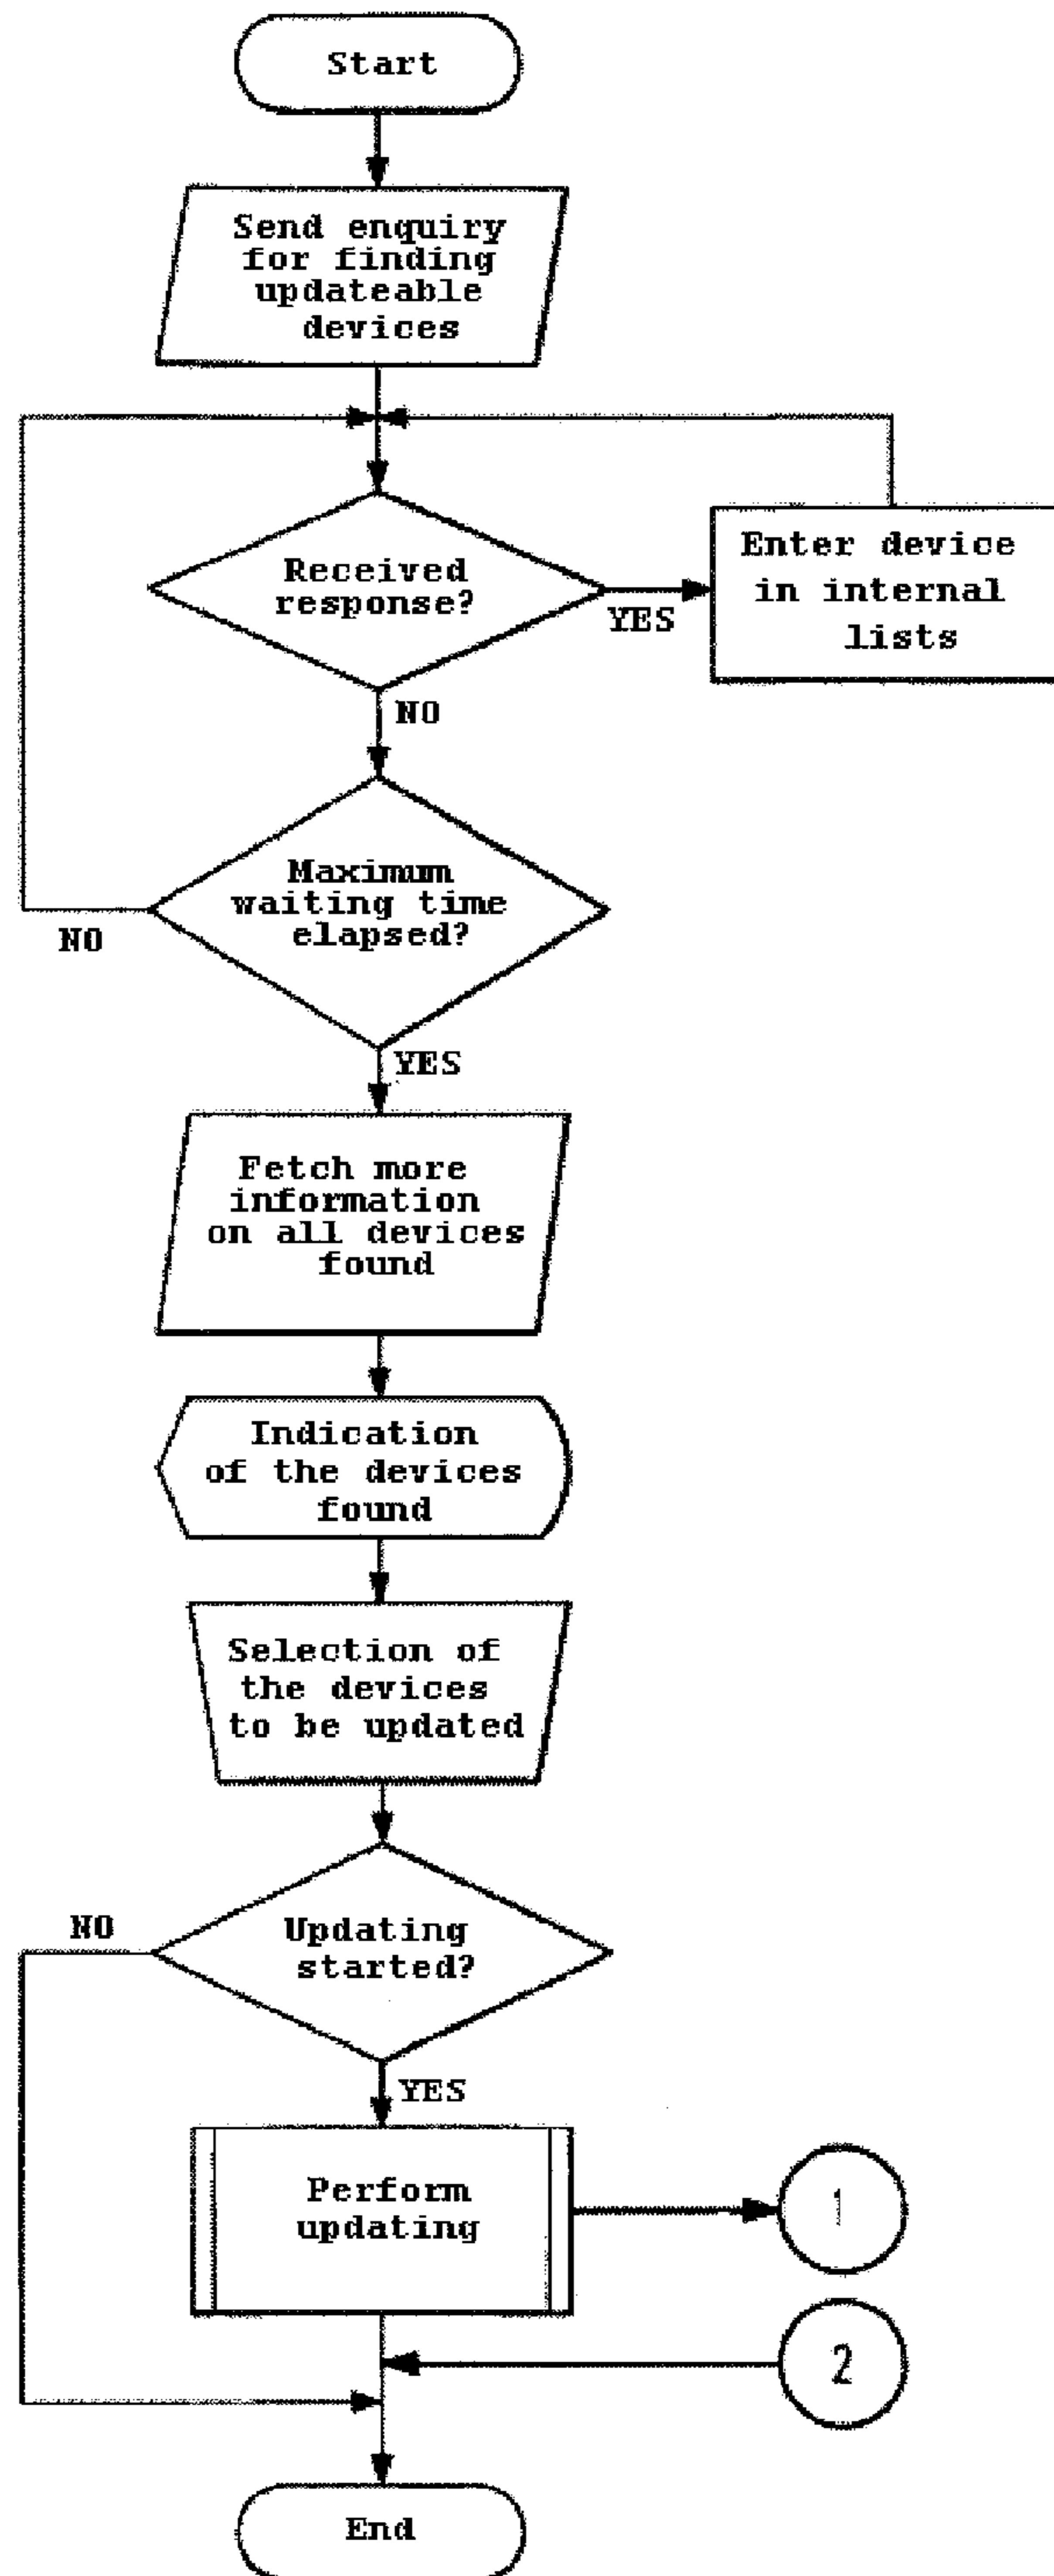 Start
Send enquiry
for finding
updateable
devices
Received
response?
YES
Enter device
in internal
lists
NO
Maximum
waiting time
elapsed?
NO
YES
Fetch more
information
on all devices
found
Indication
of the devices
found
Selection of
the devices
to be updated
NO
Updating
started?
YES
Perform
updating
1
2
End